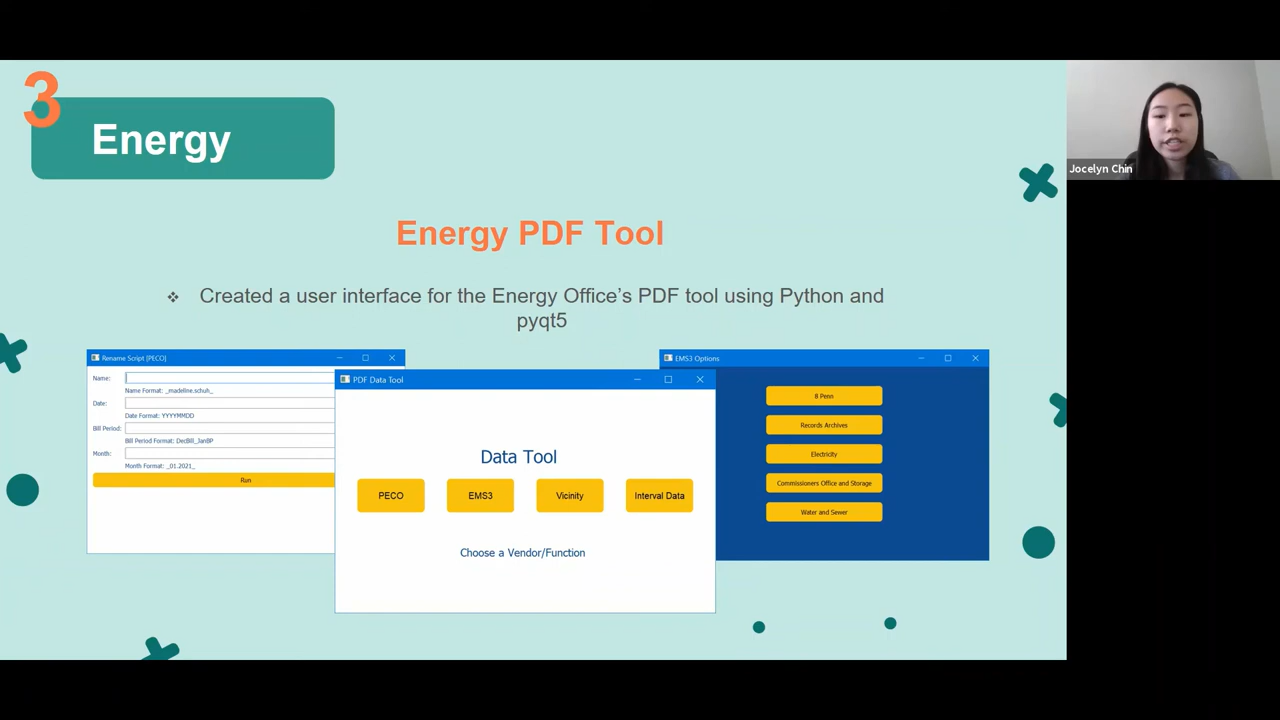 3
Energy
Jocelyn Chin
Energy PDF Tool
❖ Created a user interface for the Energy Office’s PDF tool using Python and
pyqt5
Rename Script [PECO]
Name:
Name Format: _madeline.schuh_
Date:
Date Format: YYYYMMDD
Bill Period:
Bill Period Format: DecBill_JanBP
Month:
Month Format: _01.2021_
Run
PDF Data Tool
Data Tool
PECO EMS3 Vicinity Interval Data
Choose a Vendor/Function
EMS3 Options
8 Penn
Records Archives
Electricity
Commissioners Office and Storage
Water and Sewer